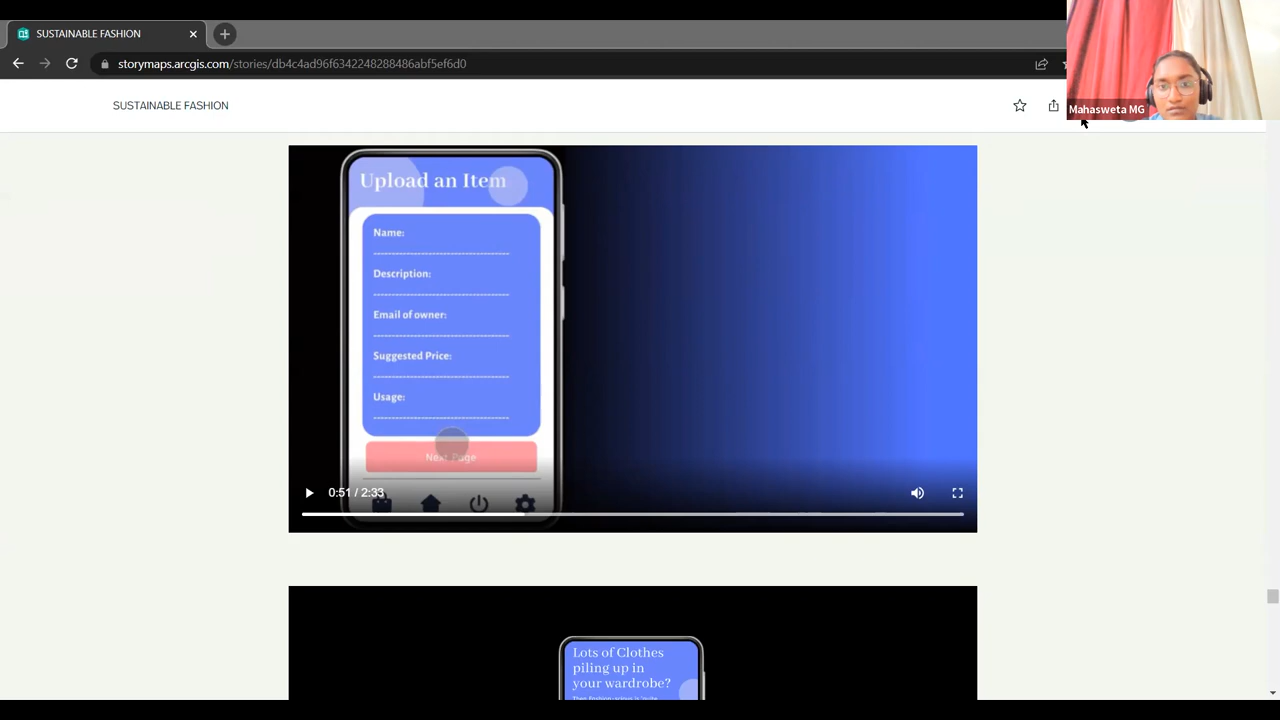 SUSTAINABLE FASHION
storymaps.arcgis.com/stories/db4c4ad96f6342248288486abf5ef6d0
Mahasweta MG
SUSTAINABLE FASHION
Upload an Item
Name:
Description:
Email of owner:
Suggested Price:
Usage:
Next Page
0:51 / 2:33
Lots of Clothes
piling up in
your wardrobe?